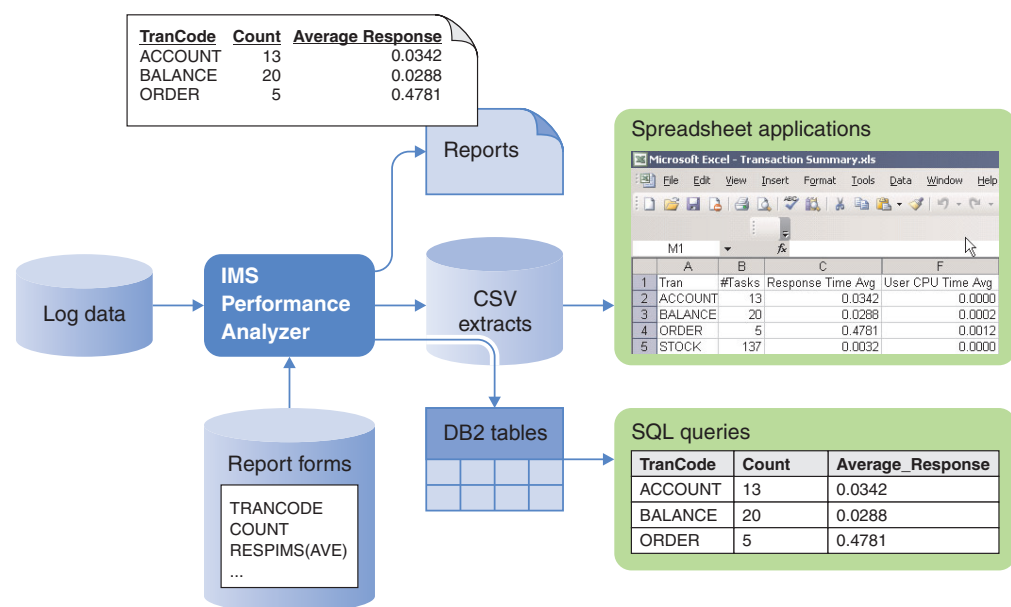 TranCode Count Average Response
ACCOUNT 13 0.0342
BALANCE 20 0.0288
ORDER 5 0.4781
Reports
Log data
IMS
Performance
Analyzer
CSV
extracts
Report forms
TRANCODE
COUNT
RESPIMS(AVE)
...
DB2 tables
Spreadsheet applications
Microsoft Excel - Transaction Summary.xls
File Edit View Insert Format Tools Data Window Help
M1 fx
A B C F
1 Tran #Tasks Response Time Avg User CPU Time Avg
2 ACCOUNT 13 0.0342 0.0000
3 BALANCE 20 0.0288 0.0002
4 ORDER 5 0.4781 0.0012
5 STOCK 137 0.0032 0.0000
SQL queries
TranCode Count Average_Response
ACCOUNT 13 0.0342
BALANCE 20 0.0288
ORDER 5 0.4781